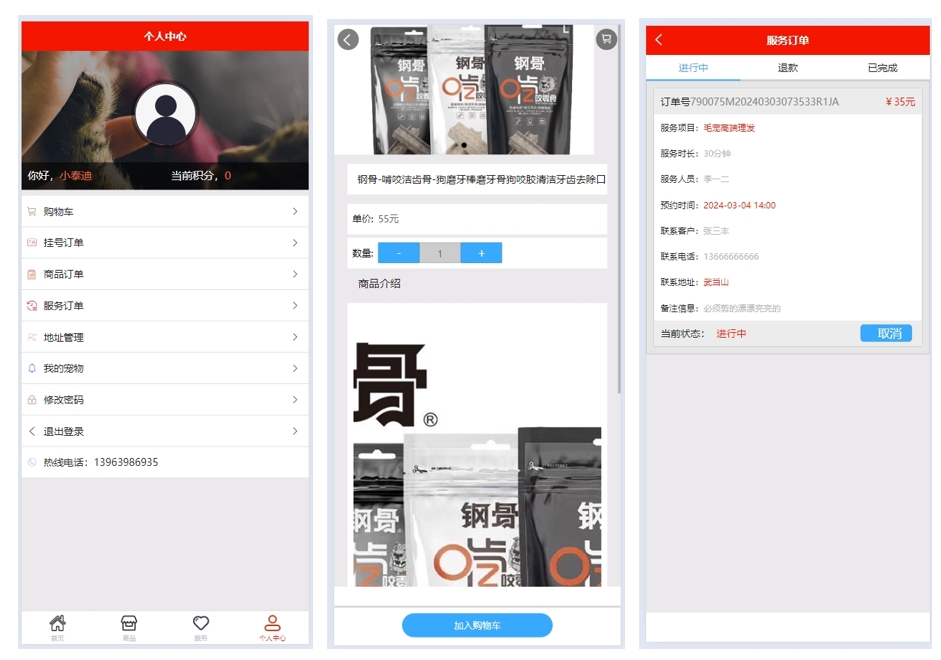 个人中心
你好，小泰迪
当前积分，0
购物车
挂号订单
商品订单
服务订单
地址管理
我的宠物
修改密码
退出登录
热线电话：13963986935
首页
商品
服务
个人中心
钢骨
钢骨
钢骨
钢骨-哺咬洁齿骨-狗磨牙棒磨牙骨狗咬胶清洁牙齿去除口
单价: 55元
数量:
-
1
+
商品介绍
骨®
钢骨
钢骨
钢
加入购物车
服务订单
进行中
退款
已完成
订单号790075M20240303073533R1JA
¥ 35元
服务项目：毛宠高端理发
服务时长：30分钟
服务人员：李一二
预约时间：2024-03-04 14:00
联系客户：张三丰
联系电话：13666666666
联系地址：武当山
备注信息：必须剪的漂漂亮亮的
当前状态：进行中
取消